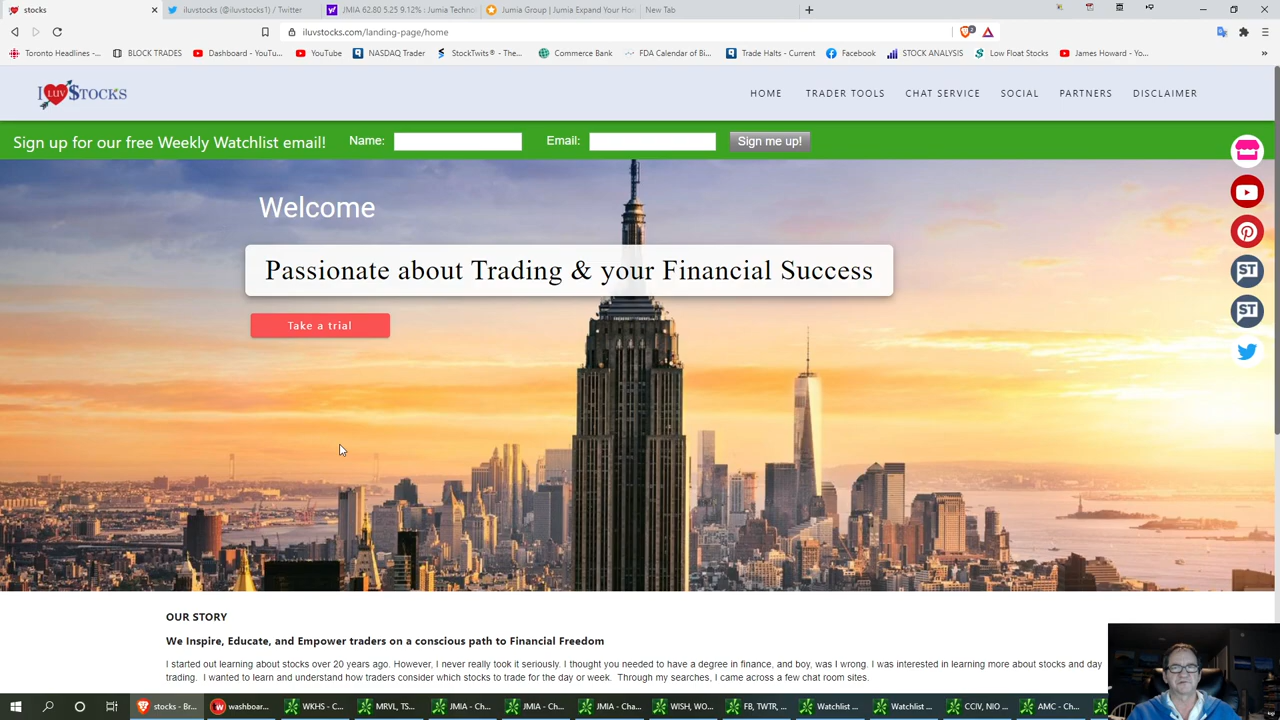 stocks
iluvstocks (@iluvstocks1) / Twitter
JMIA 62.80 5.25 9.12% : Jumia Techno
Jumia Group | Jumia Expand Your Ho
New Tab
iluvstocks.com/landing-page/home
Toronto Headlines -...
BLOCK TRADES
Dashboard - YouTu...
YouTube
NASDAQ Trader
StockTwits® - The...
Commerce Bank
FDA Calendar of Bi...
Trade Halts - Current
Facebook
STOCK ANALYSIS
Low Float Stocks
James Howard - Yo...
I LUV $TOCKS
HOME
TRADER TOOLS
CHAT SERVICE
SOCIAL
PARTNERS
DISCLAIMER
Sign up for our free Weekly Watchlist email!
Name:
Email:
Sign me up!
Welcome
Passionate about Trading & your Financial Success
Take a trial
ST
ST
OUR STORY
We Inspire, Educate, and Empower traders on a conscious path to Financial Freedom
I started out learning about stocks over 20 years ago. However, I never really took it seriously. I thought you needed to have a degree in finance, and boy, was I wrong. I was interested in learning more about stocks and day
trading. I wanted to learn and understand how traders consider which stocks to trade for the day or week. Through my searches, I came across a few chat room sites.
stocks - Br...
washboar...
WKHS - C...
MRVL, TS...
JMIA - Ch...
JMIA - Ch...
JMIA - Ch...
WISH, WO...
FB, TWTR, ...
Watchlist ...
Watchlist ...
CCIV, NIO ...
AMC - Ch...